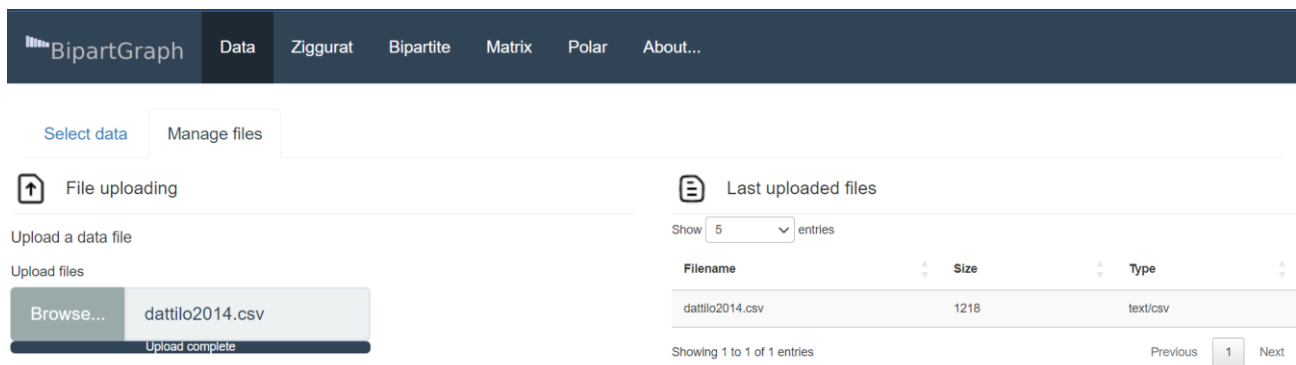 BipartGraph Data Ziggurat Bipartite Matrix Polar About...
Select data Manage files
File uploading
Upload a data file
Upload files
Browse... dattilo2014.csv
Upload complete
Last uploaded files
Show 5 entries
Filename Size Type
dattilo2014.csv 1218 text/csv
Showing 1 to 1 of 1 entries Previous 1 Next